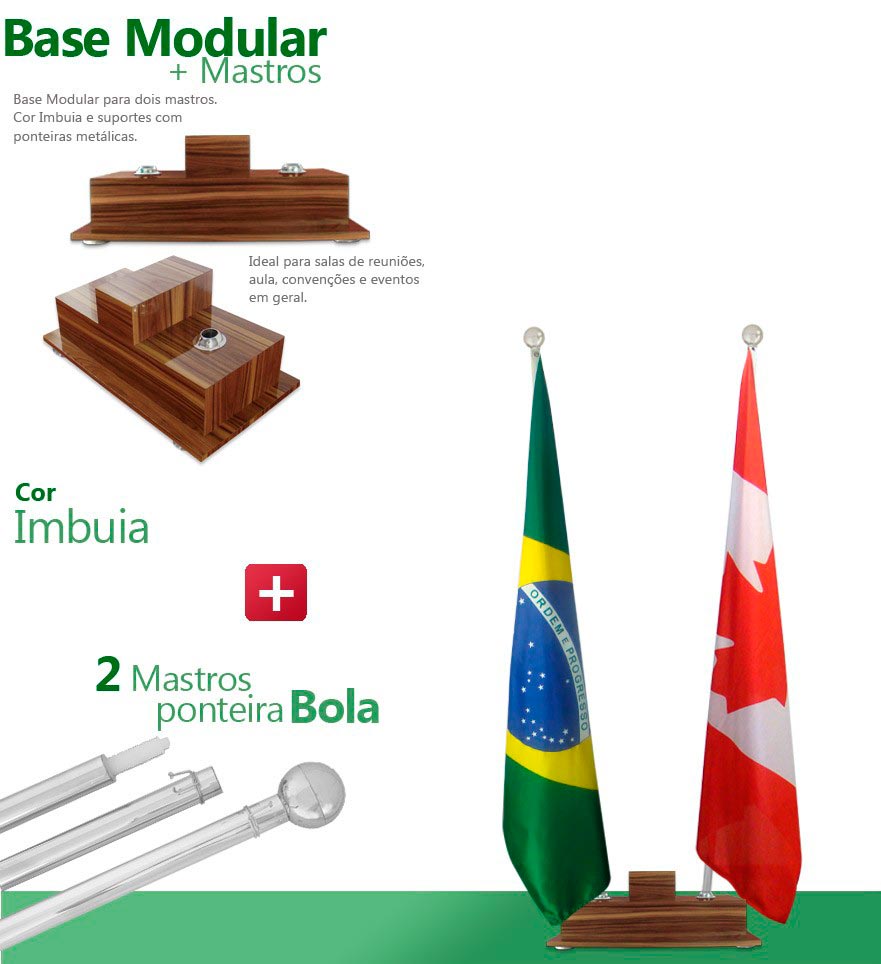 Base Modular
+ Mastros
Base Modular para dois mastros.
Cor Imbuia e suportes com
ponteiras metálicas.
Ideal para salas de reuniões,
aula, convenções e eventos
em geral.
Cor
Imbuia
+
2 Mastros
ponteira Bola
ORDEM E PROGRESSO